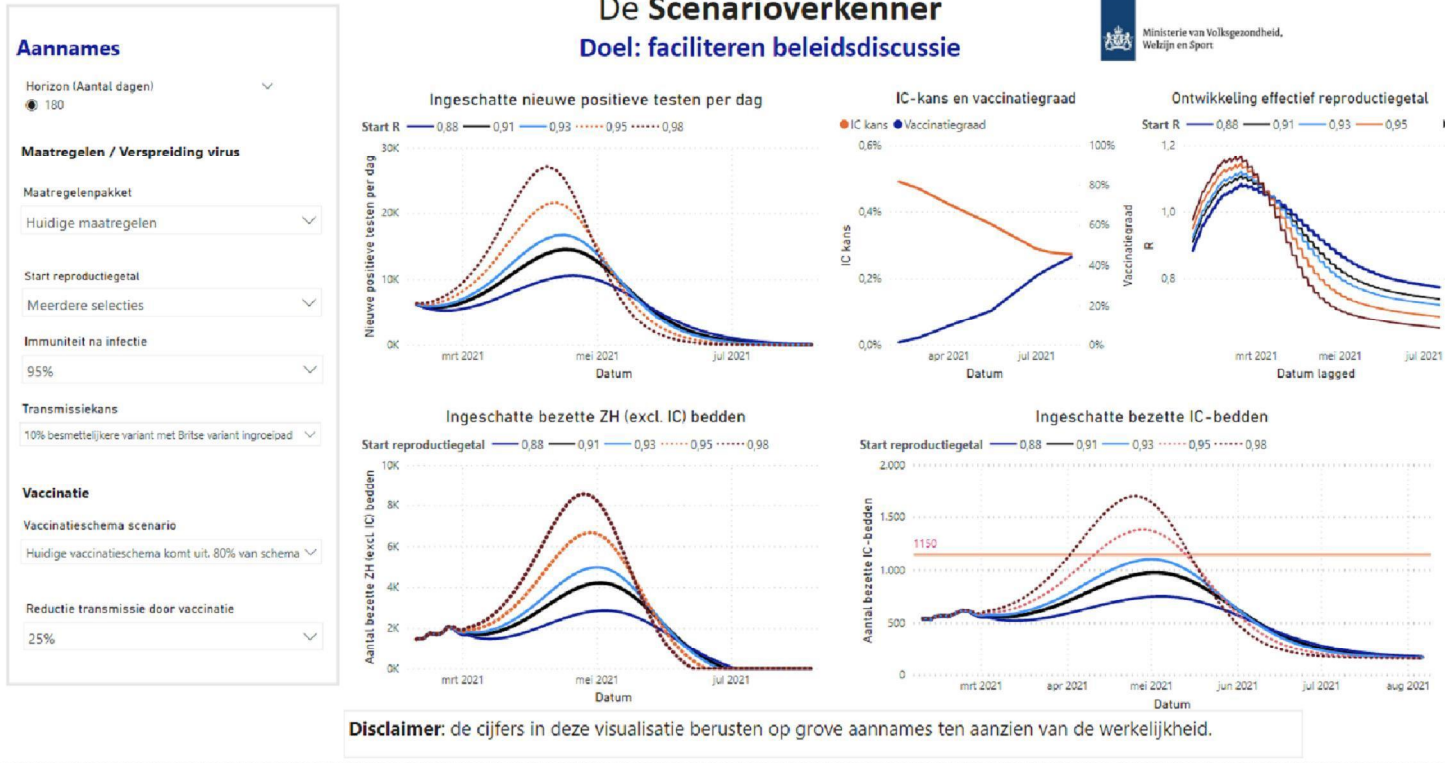 De Scenarioverkenner
Doel: faciliteren beleidsdiscussie
Ministerie van Volksgezondheid,
Welzijn en Sport
Aannames
Horizon (Aantal dagen)
180
Maatregelen / Verspreiding virus
Maatregelenpakket
Huidige maatregelen
Start reproductiegetal
Meerdere selecties
Immuniteit na infectie
95%
Transmissiekans
10% besmettelijkere variant met Britse variant ingroeipad
Vaccinatie
Vaccinatieschema scenario
Huidige vaccinatieschema komt uit. 80% van schema
Reductie transmissie door vaccinatie
25%
Ingeschatte nieuwe positieve testen per dag
Start R 0,88 0,91 0,93 0,95 0,98
Nieuwe positieve testen per dag
30K
20K
10K
0K
mrt 2021 mei 2021 jul 2021
Datum
IC-kans en vaccinatiegraad
IC kans Vaccinatiegraad
IC kans
0,6%
0,4%
0,2%
0,0%
100%
80%
60%
40%
20%
0%
Vaccinatiegraad
apr 2021 jul 2021
Datum
Ontwikkeling effectief reproductiegetal
Start R 0,88 0,91 0,93 0,95
R
1,2
1,0
0,8
mrt 2021 mei 2021 jul 2021
Datum lagged
Ingeschatte bezette ZH (excl. IC) bedden
Start reproductiegetal 0,88 0,91 0,93 0,95 0,98
Aantal bezette ZH (excl IC) bedden
10K
8K
6K
4K
2K
0K
mrt 2021 mei 2021 jul 2021
Datum
Ingeschatte bezette IC-bedden
Start reproductiegetal 0,88 0,91 0,93 0,95 0,98
Aantal bezette IC-bedden
2.000
1.500
1150
1.000
500
0
mrt 2021 apr 2021 mei 2021 jun 2021 jul 2021 aug 2021
Datum
Disclaimer: de cijfers in deze visualisatie berusten op grove aannames ten aanzien van de werkelijkheid.